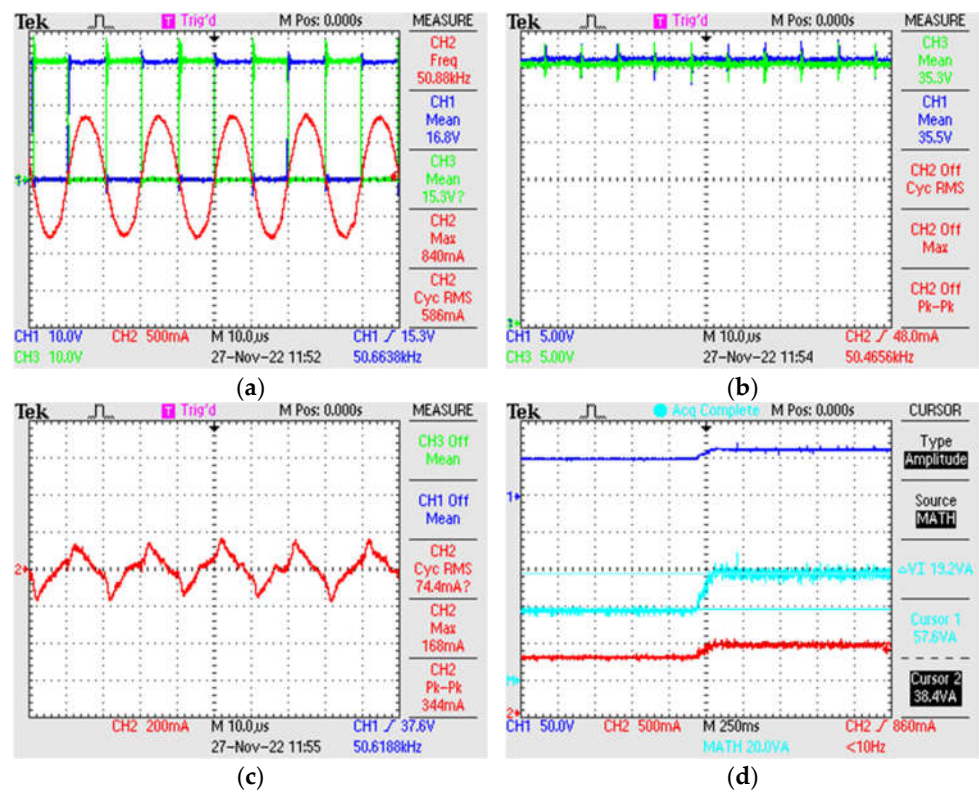 Tek T Trig'd M Pos: 0.000s MEASURE
CH2
Freq
50.88kHz
CH1
Mean
16.8V
CH3
Mean
15.3V?
CH2
Max
840mA
CH2
Cyc RMS
586mA
1
CH1 10.0V CH2 500mA M 10.0µs CH1 ∕ 15.3V
CH3 10.0V 27-Nov-22 11:52 50.6638kHz
(a)
Tek T Trig'd M Pos: 0.000s MEASURE
CH3
Mean
35.3V
CH1
Mean
35.5V
CH2 Off
Cyc RMS
CH2 Off
Max
CH2 Off
Pk-Pk
CH1 5.00V M 10.0µs CH2 ∕ 48.0mA
CH3 5.00V 27-Nov-22 11:54 50.4656kHz
(b)
Tek T Trig'd M Pos: 0.000s MEASURE
CH3 Off
Mean
CH1 Off
Mean
CH2
Cyc RMS
74.4mA?
CH2
Max
168mA
CH2
Pk-Pk
344mA
2
CH2 200mA M 10.0µs CH1 ∕ 37.6V
27-Nov-22 11:55 50.6188kHz
(c)
Tek Acq Complete M Pos: 0.000s CURSOR
Type
Amplitude
Source
MATH
△VI 19.2VA
Cursor 1
57.6VA
Cursor 2
38.4VA
1
M
2
CH1 50.0V CH2 500mA M 250ms CH2 ∕ 860mA
MATH 20.0VA <10Hz
(d)